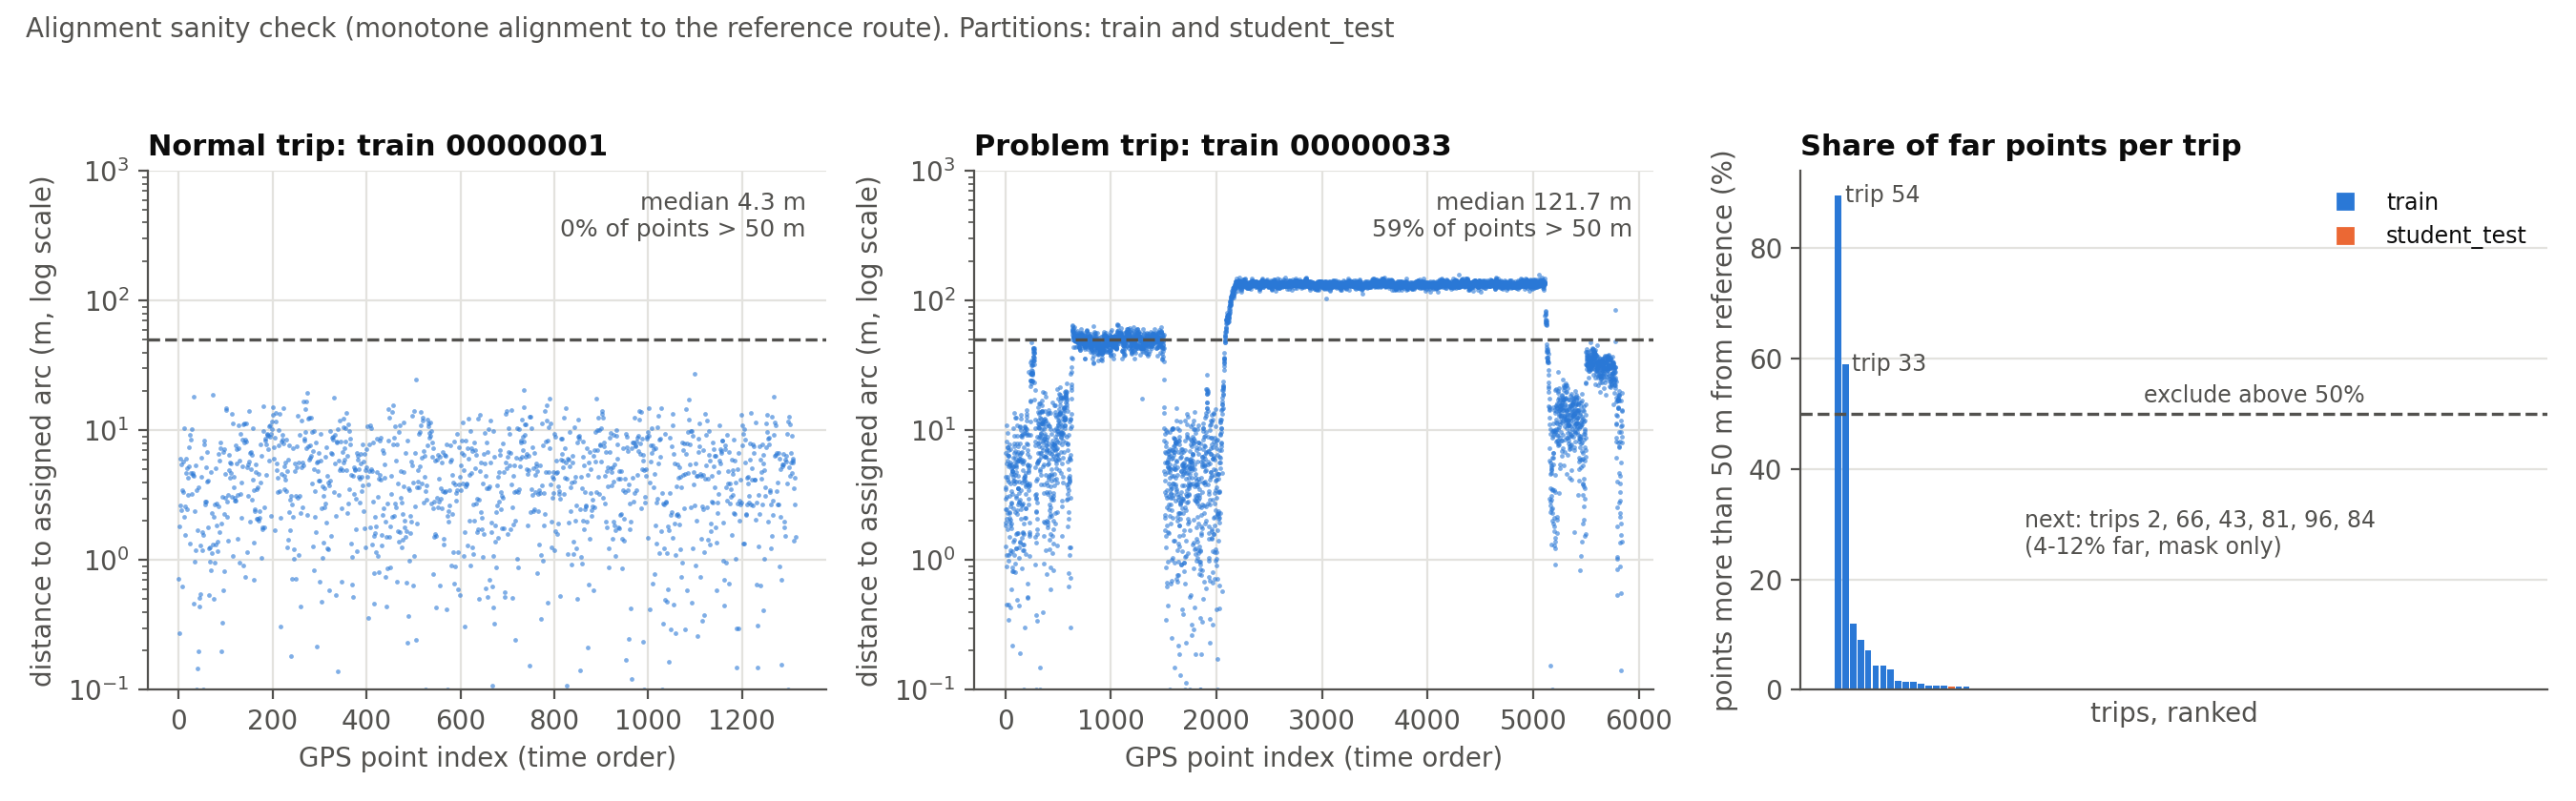 Alignment sanity check (monotone alignment to the reference route). Partitions: train and student_test
Normal trip: train 00000001
distance to assigned arc (m, log scale)
10³
10²
10¹
10⁰
10⁻¹
median 4.3 m
0% of points > 50 m
0 200 400 600 800 1000 1200
GPS point index (time order)
Problem trip: train 00000033
distance to assigned arc (m, log scale)
10³
10²
10¹
10⁰
10⁻¹
median 121.7 m
59% of points > 50 m
0 1000 2000 3000 4000 5000 6000
GPS point index (time order)
Share of far points per trip
points more than 50 m from reference (%)
80
60
40
20
0
trip 54
trip 33
train
student_test
exclude above 50%
next: trips 2, 66, 43, 81, 96, 84
(4-12% far, mask only)
trips, ranked